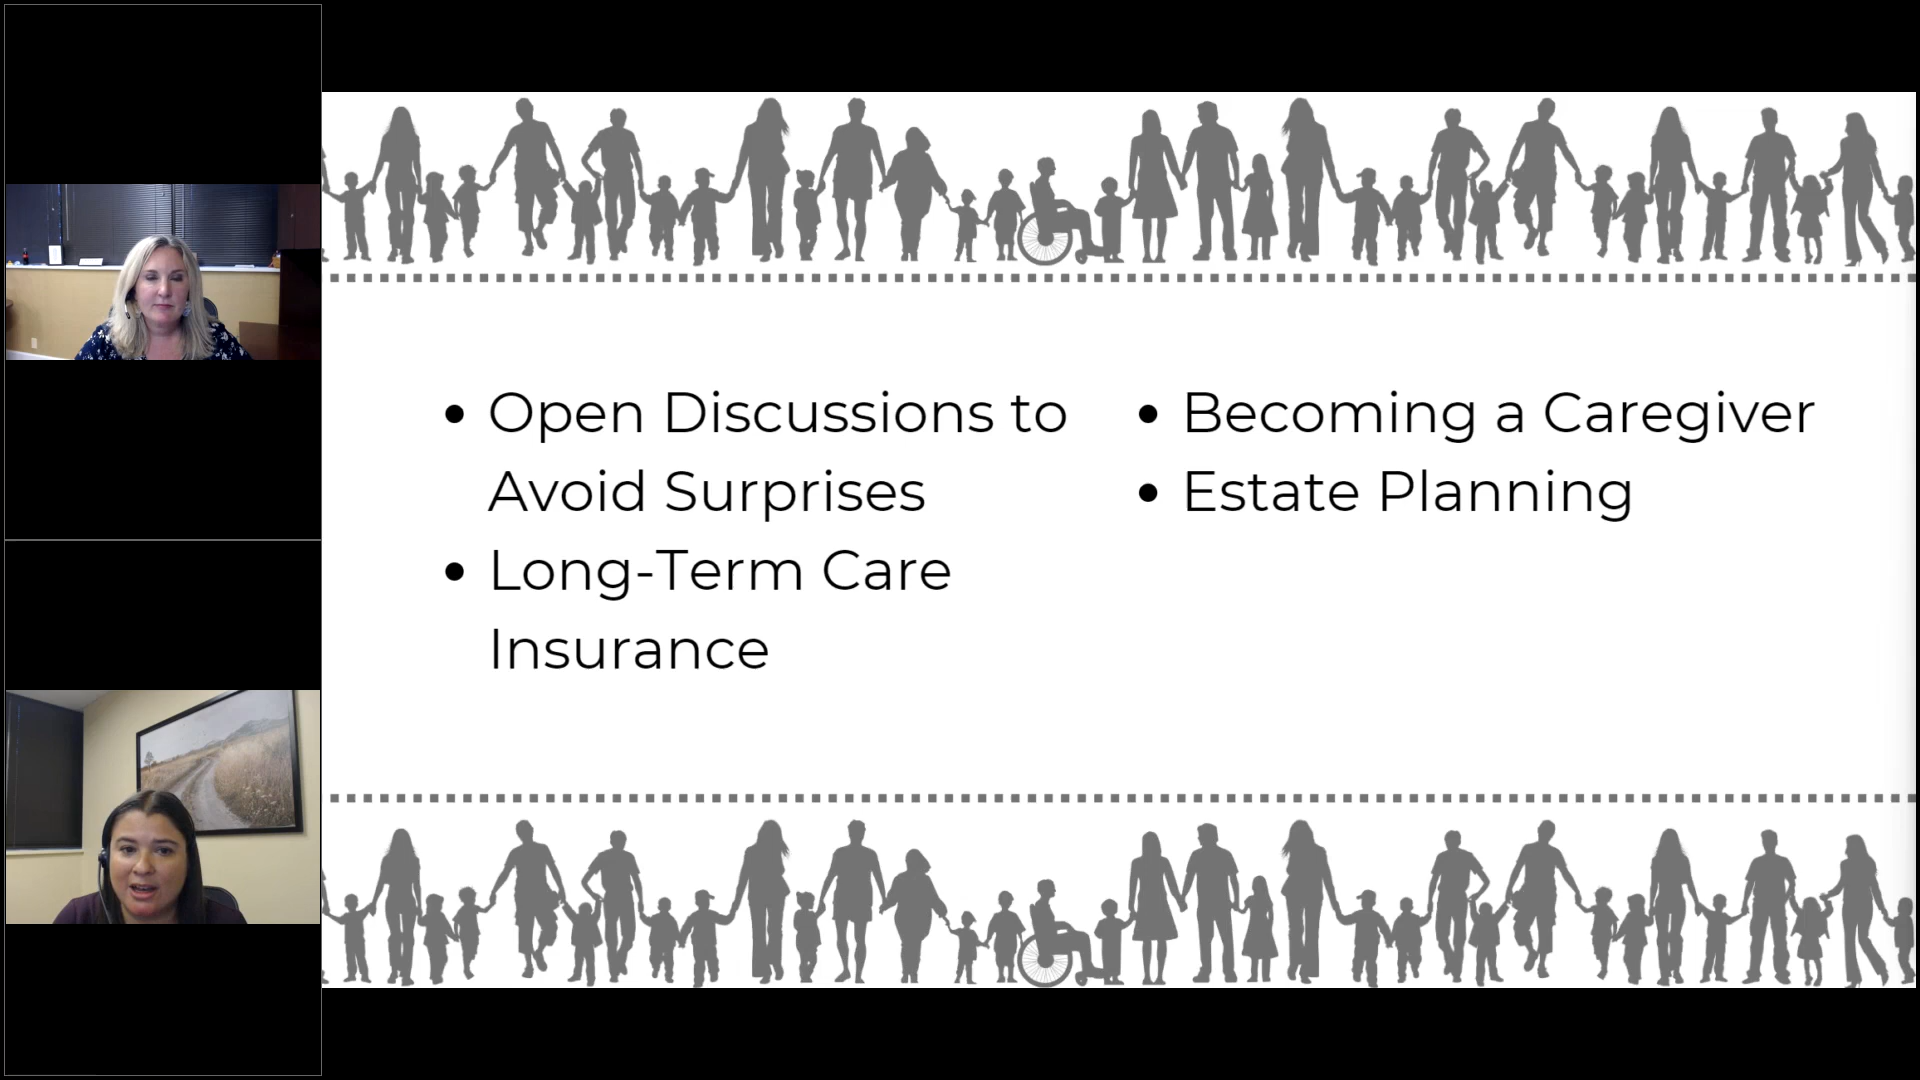 • Open Discussions to
Avoid Surprises
• Long-Term Care
Insurance
• Becoming a Caregiver
• Estate Planning